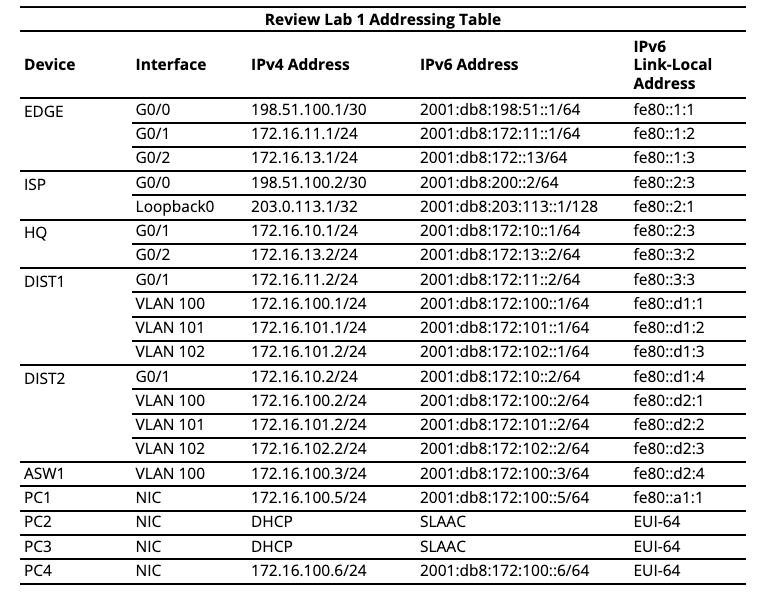 Review Lab 1 Addressing Table
Device Interface IPv4 Address IPv6 Address IPv6 Link-Local Address
EDGE G0/0 198.51.100.1/30 2001:db8:198:51::1/64 fe80::1:1
G0/1 172.16.11.1/24 2001:db8:172:11::1/64 fe80::1:2
G0/2 172.16.13.1/24 2001:db8:172::13/64 fe80::1:3
ISP G0/0 198.51.100.2/30 2001:db8:200::2/64 fe80::2:3
Loopback0 203.0.113.1/32 2001:db8:203:113::1/128 fe80::2:1
HQ G0/1 172.16.10.1/24 2001:db8:172:10::1/64 fe80::2:3
G0/2 172.16.13.2/24 2001:db8:172:13::2/64 fe80::3:2
DIST1 G0/1 172.16.11.2/24 2001:db8:172:11::2/64 fe80::3:3
VLAN 100 172.16.100.1/24 2001:db8:172:100::1/64 fe80::d1:1
VLAN 101 172.16.101.1/24 2001:db8:172:101::1/64 fe80::d1:2
VLAN 102 172.16.101.2/24 2001:db8:172:102::1/64 fe80::d1:3
DIST2 G0/1 172.16.10.2/24 2001:db8:172:10::2/64 fe80::d1:4
VLAN 100 172.16.100.2/24 2001:db8:172:100::2/64 fe80::d2:1
VLAN 101 172.16.101.2/24 2001:db8:172:101::2/64 fe80::d2:2
VLAN 102 172.16.102.2/24 2001:db8:172:102::2/64 fe80::d2:3
ASW1 VLAN 100 172.16.100.3/24 2001:db8:172:100::3/64 fe80::d2:4
PC1 NIC 172.16.100.5/24 2001:db8:172:100::5/64 fe80::a1:1
PC2 NIC DHCP SLAAC EUI-64
PC3 NIC DHCP SLAAC EUI-64
PC4 NIC 172.16.100.6/24 2001:db8:172:100::6/64 EUI-64